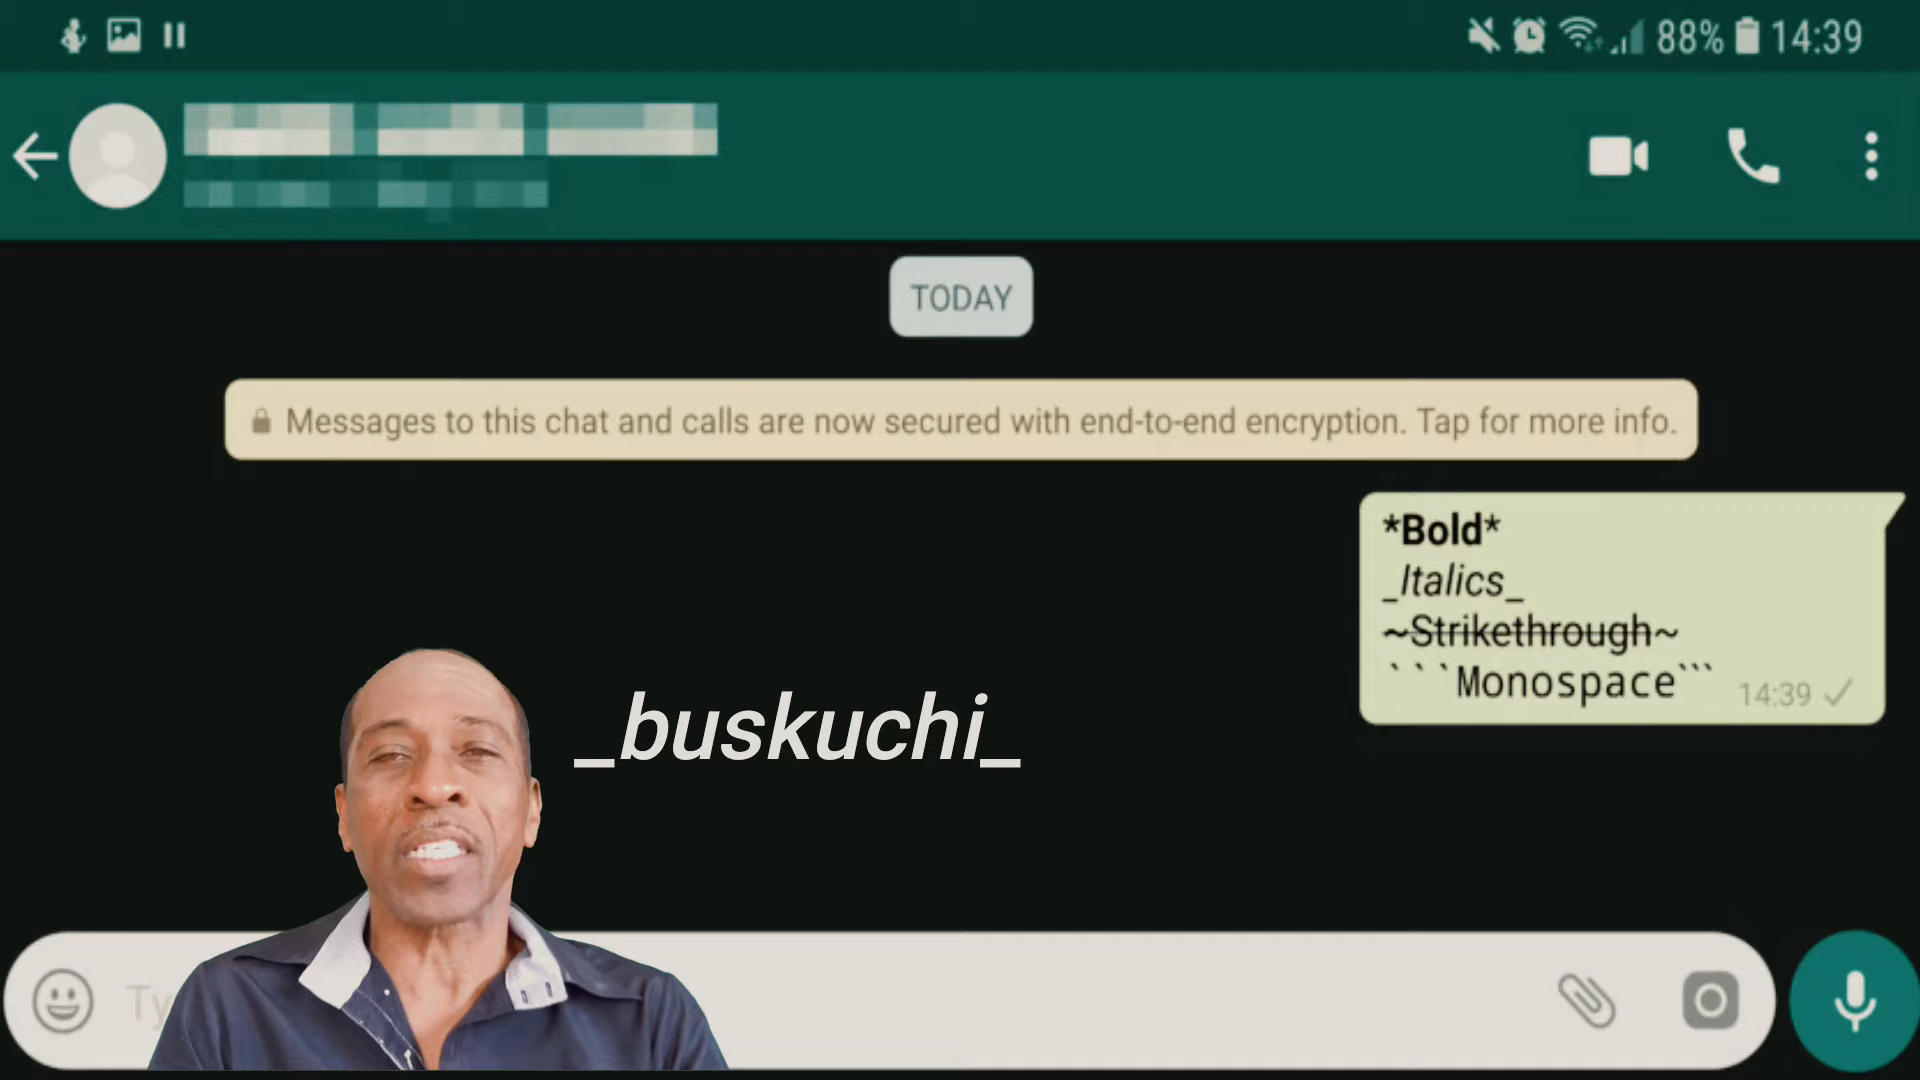 88% 14:39
TODAY
Messages to this chat and calls are now secured with end-to-end encryption. Tap for more info.
*Bold*
_Italics_
~Strikethrough~
```Monospace```
14:39
_buskuchi_
Ty